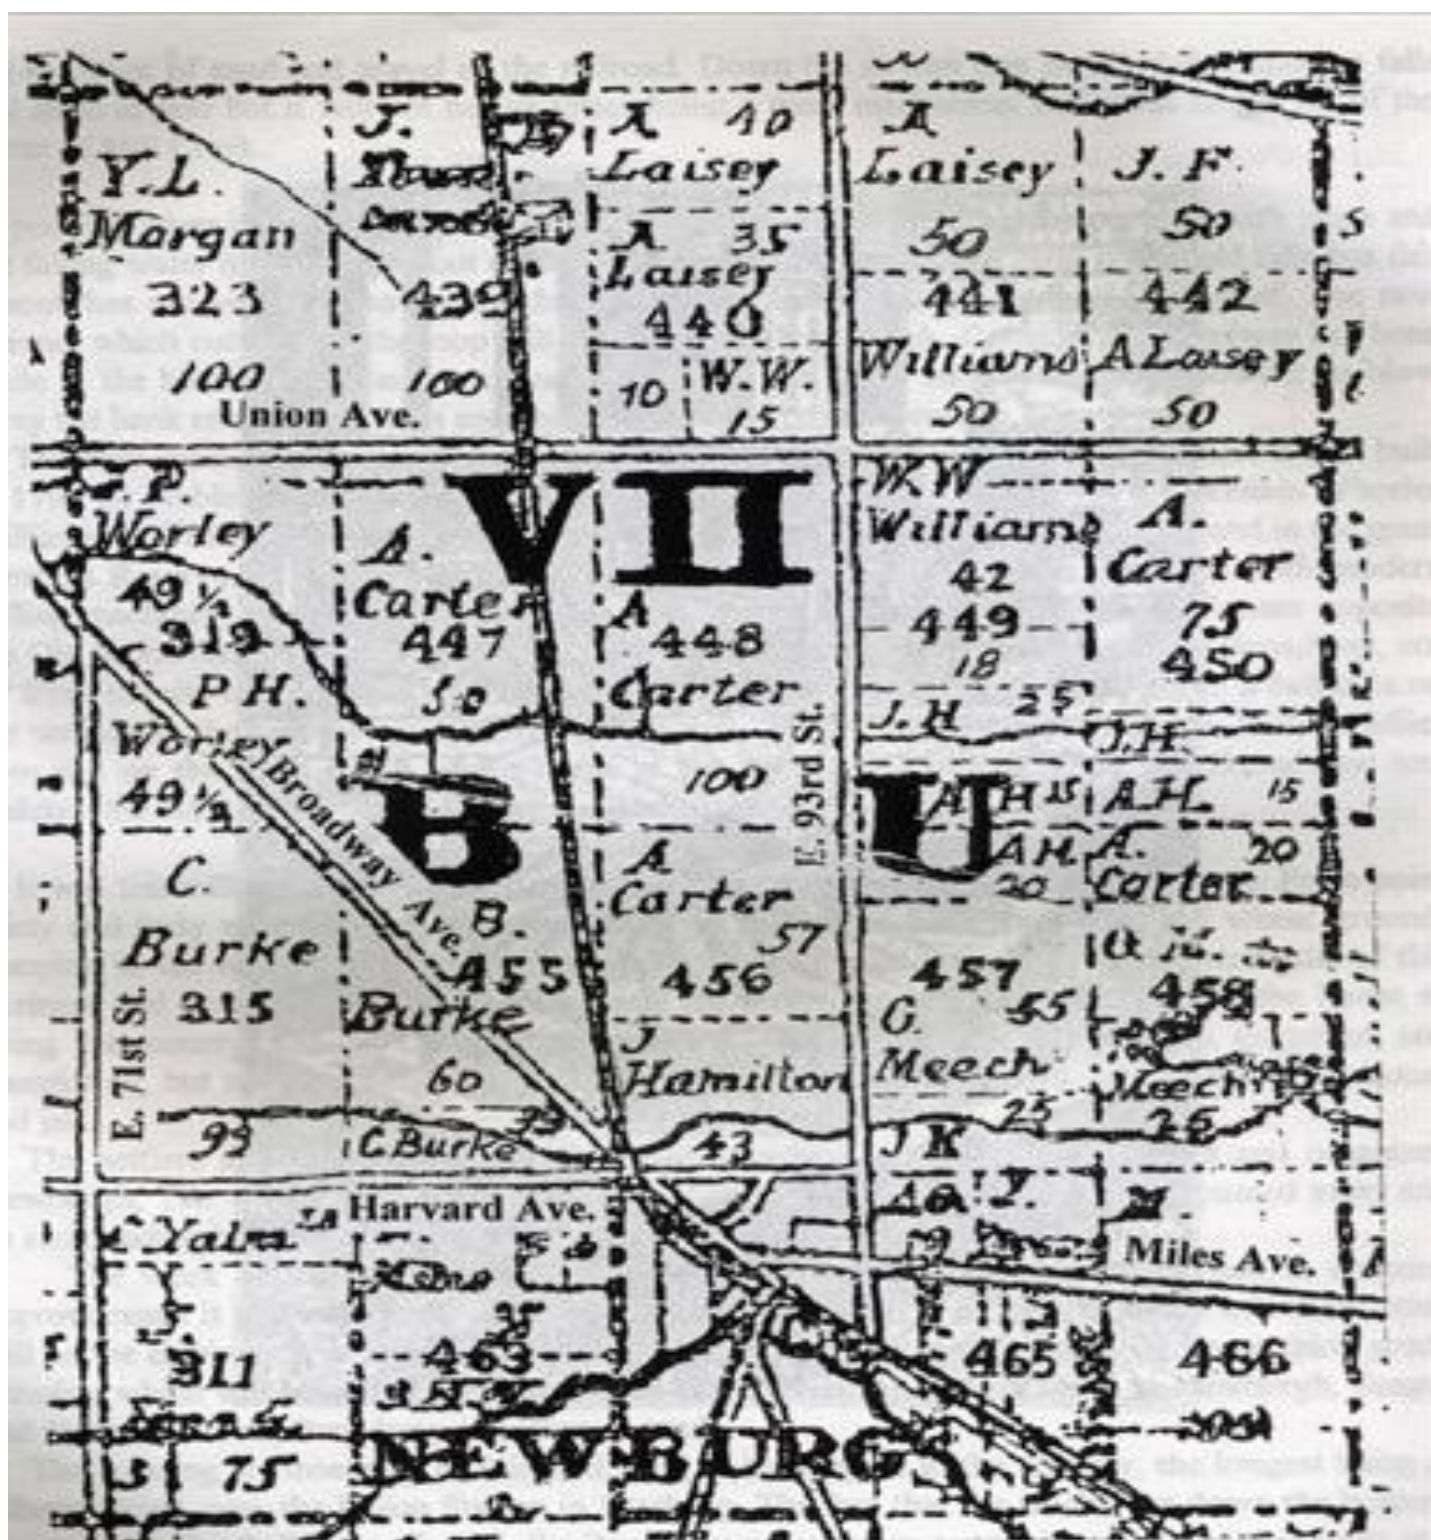 J.
A 40
Laisey
A
Laisey
J. F.
50
Y.L.
Morgan
323
100
439
100
A 35
Laisey
440
10
W.W.
15
50
441
442
Williams
50
A Laisey
50
Union Ave.
VII
P.
Worley
49 1/2
319
P H.
Worley
49 1/2
A.
Carter
447
50
A
448
Carter
100
W.W
Williams
42
449
18
J.H 25
A.
Carter
75
450
J.H.
E. 93rd St.
Broadway Ave.
B U
A H 15
A.H. 15
A H
20
A. 20
Carter
C.
Burke
315
99
E. 71st St.
B.
455
Burke
60
39
C. Burke
A
Carter
57
456
J
Hamilton
43
457
C. 55
Meech
25
J K
458
Meech
25
Harvard Ave.
Miles Ave.
M.
311
75
463
465
466
NEWBURG